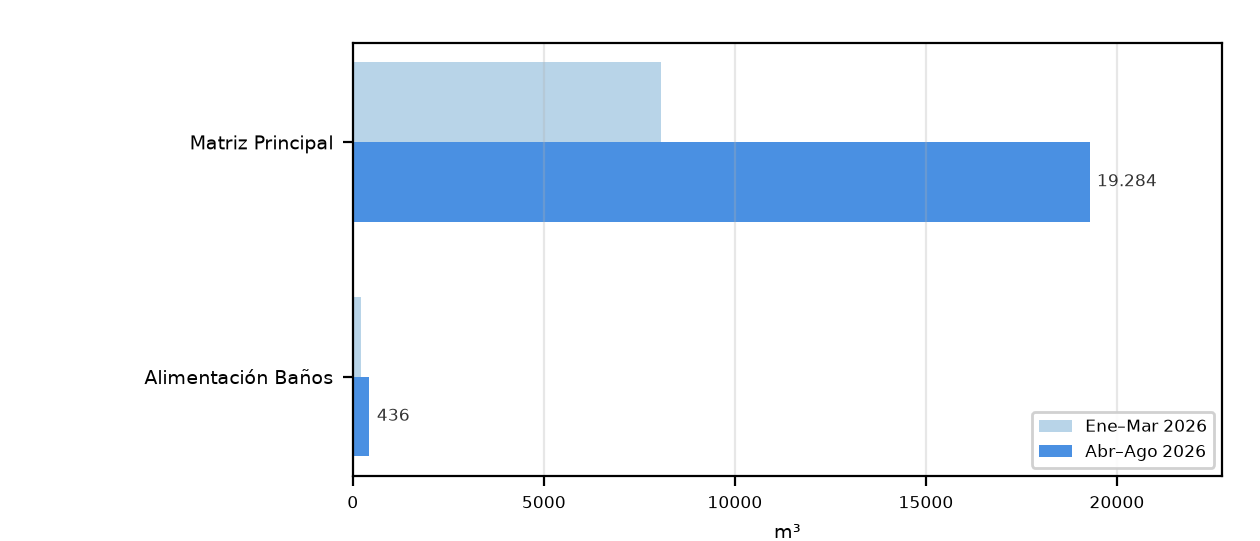 Matriz Principal
19.284
Alimentación Baños
436
Ene–Mar 2026
Abr–Ago 2026
0 5000 10000 15000 20000
m³